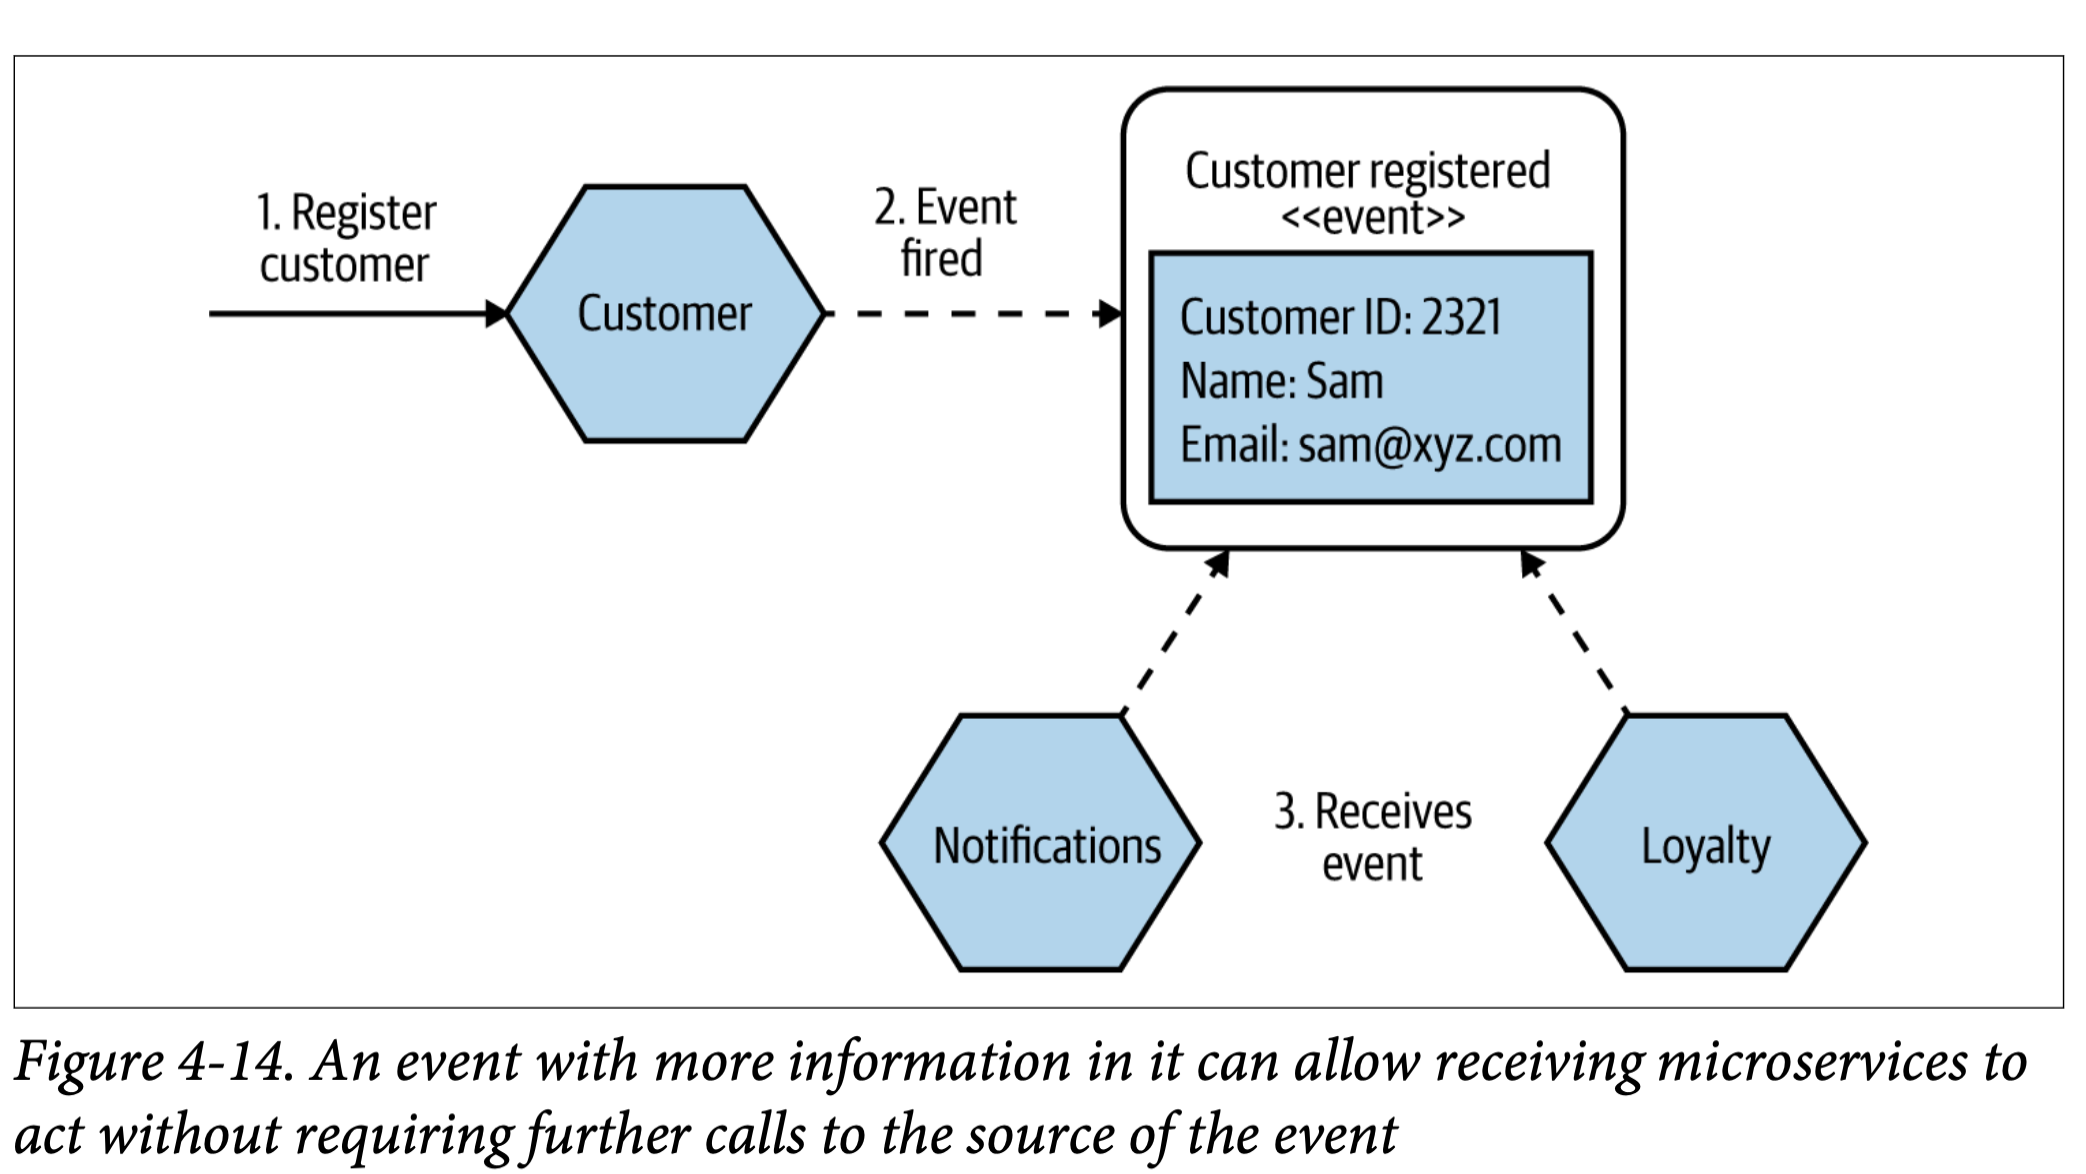 1. Register
customer
Customer
2. Event
fired
Customer registered
<<event>>
Customer ID: 2321
Name: Sam
Email: sam@xyz.com
Notifications
3. Receives
event
Loyalty
Figure 4-14. An event with more information in it can allow receiving microservices to
act without requiring further calls to the source of the event